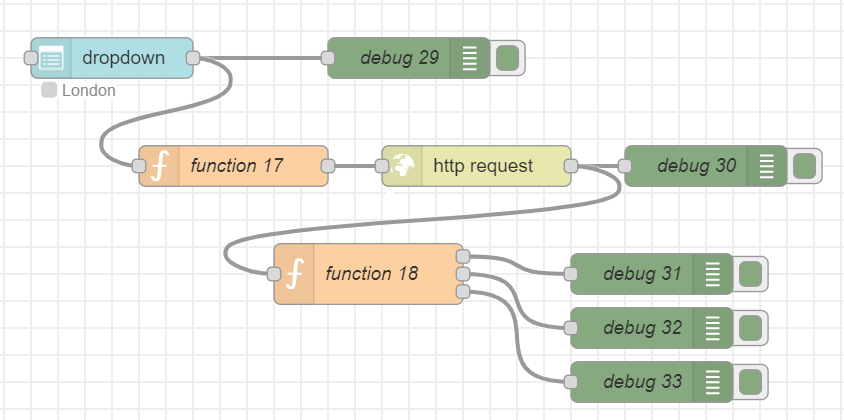 dropdown
debug 29
London
function 17
http request
debug 30
function 18
debug 31
debug 32
debug 33